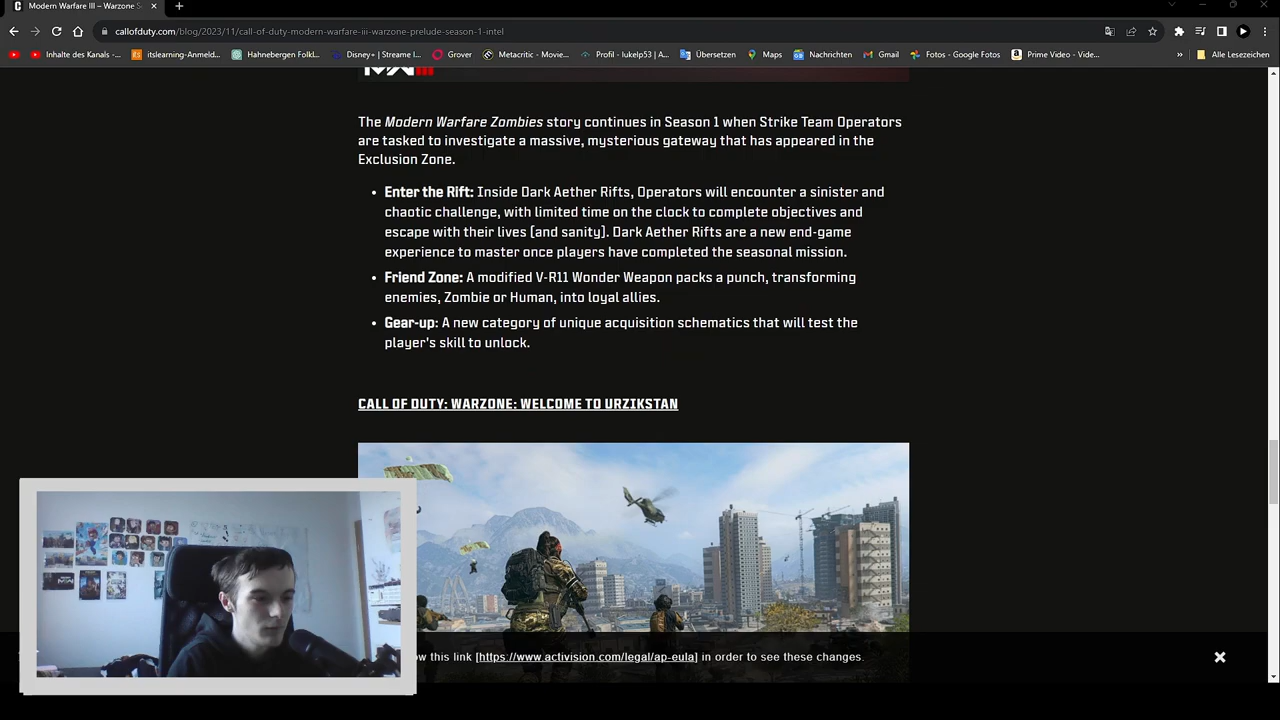 Modern Warfare III – Warzone S
callofduty.com/blog/2023/11/call-of-duty-modern-warfare-iii-warzone-prelude-season-1-intel
Inhalte des Kanals -...
itslearning-Anmeld...
Hahnebergen Folkl...
Disney+ | Streame l...
Grover
Metacritic - Movie...
Profil - lukelp53 | A...
Übersetzen
Maps
Nachrichten
Gmail
Fotos - Google Fotos
Prime Video - Vide...
»
Alle Lesezeichen
The Modern Warfare Zombies story continues in Season 1 when Strike Team Operators
are tasked to investigate a massive, mysterious gateway that has appeared in the
Exclusion Zone.
• Enter the Rift: Inside Dark Aether Rifts, Operators will encounter a sinister and
chaotic challenge, with limited time on the clock to complete objectives and
escape with their lives [and sanity]. Dark Aether Rifts are a new end-game
experience to master once players have completed the seasonal mission.
• Friend Zone: A modified V-R11 Wonder Weapon packs a punch, transforming
enemies, Zombie or Human, into loyal allies.
• Gear-up: A new category of unique acquisition schematics that will test the
player's skill to unlock.
CALL OF DUTY: WARZONE: WELCOME TO URZIKSTAN
this link [https://www.activision.com/legal/ap-eula] in order to see these changes.